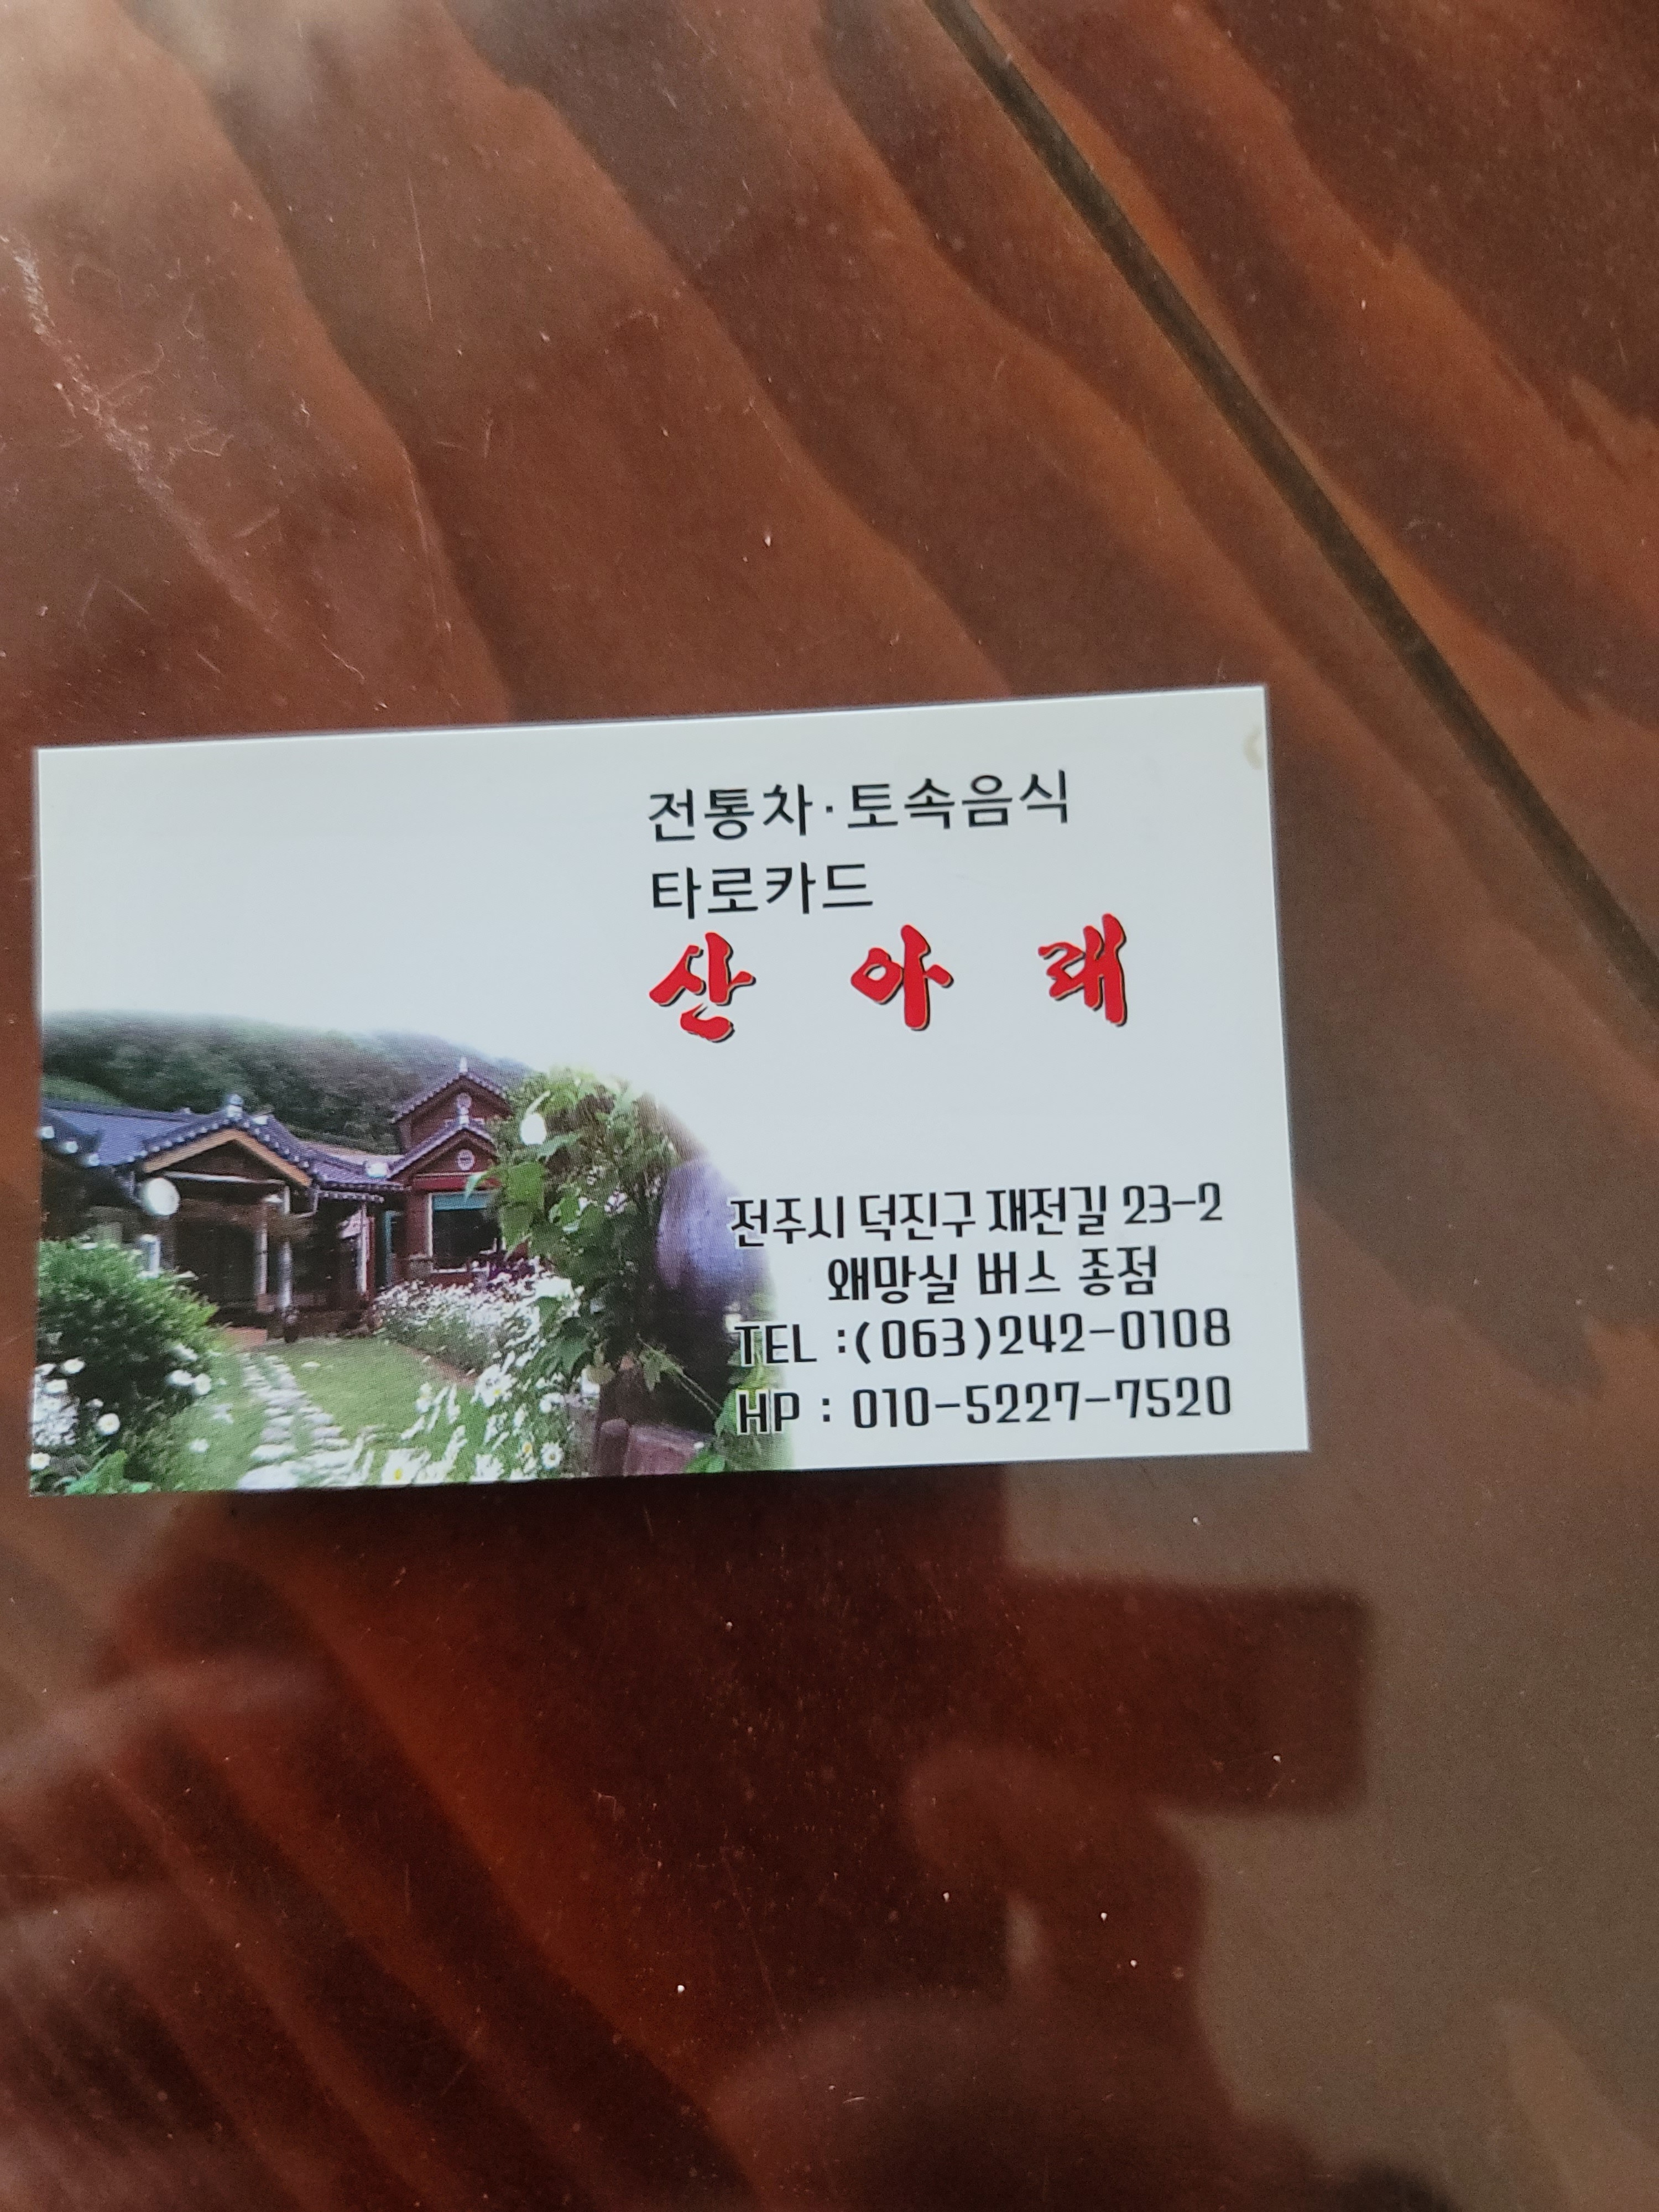 전통차·토속음식
타로카드
산 아 래
전주시 덕진구 재전길 23-2
왜망실 버스 종점
TEL :(063)242-0108
HP : 010-5227-7520